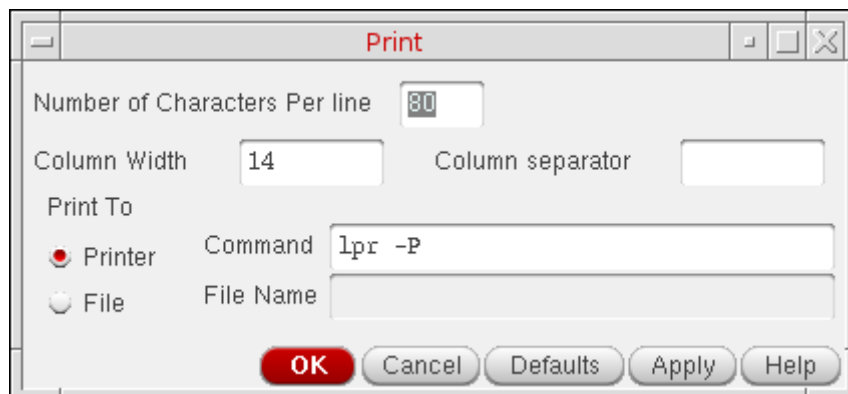 Print
Number of Characters Per line 80
Column Width 14 Column separator
Print To
Printer Command lpr -P
File File Name
OK Cancel Defaults Apply Help